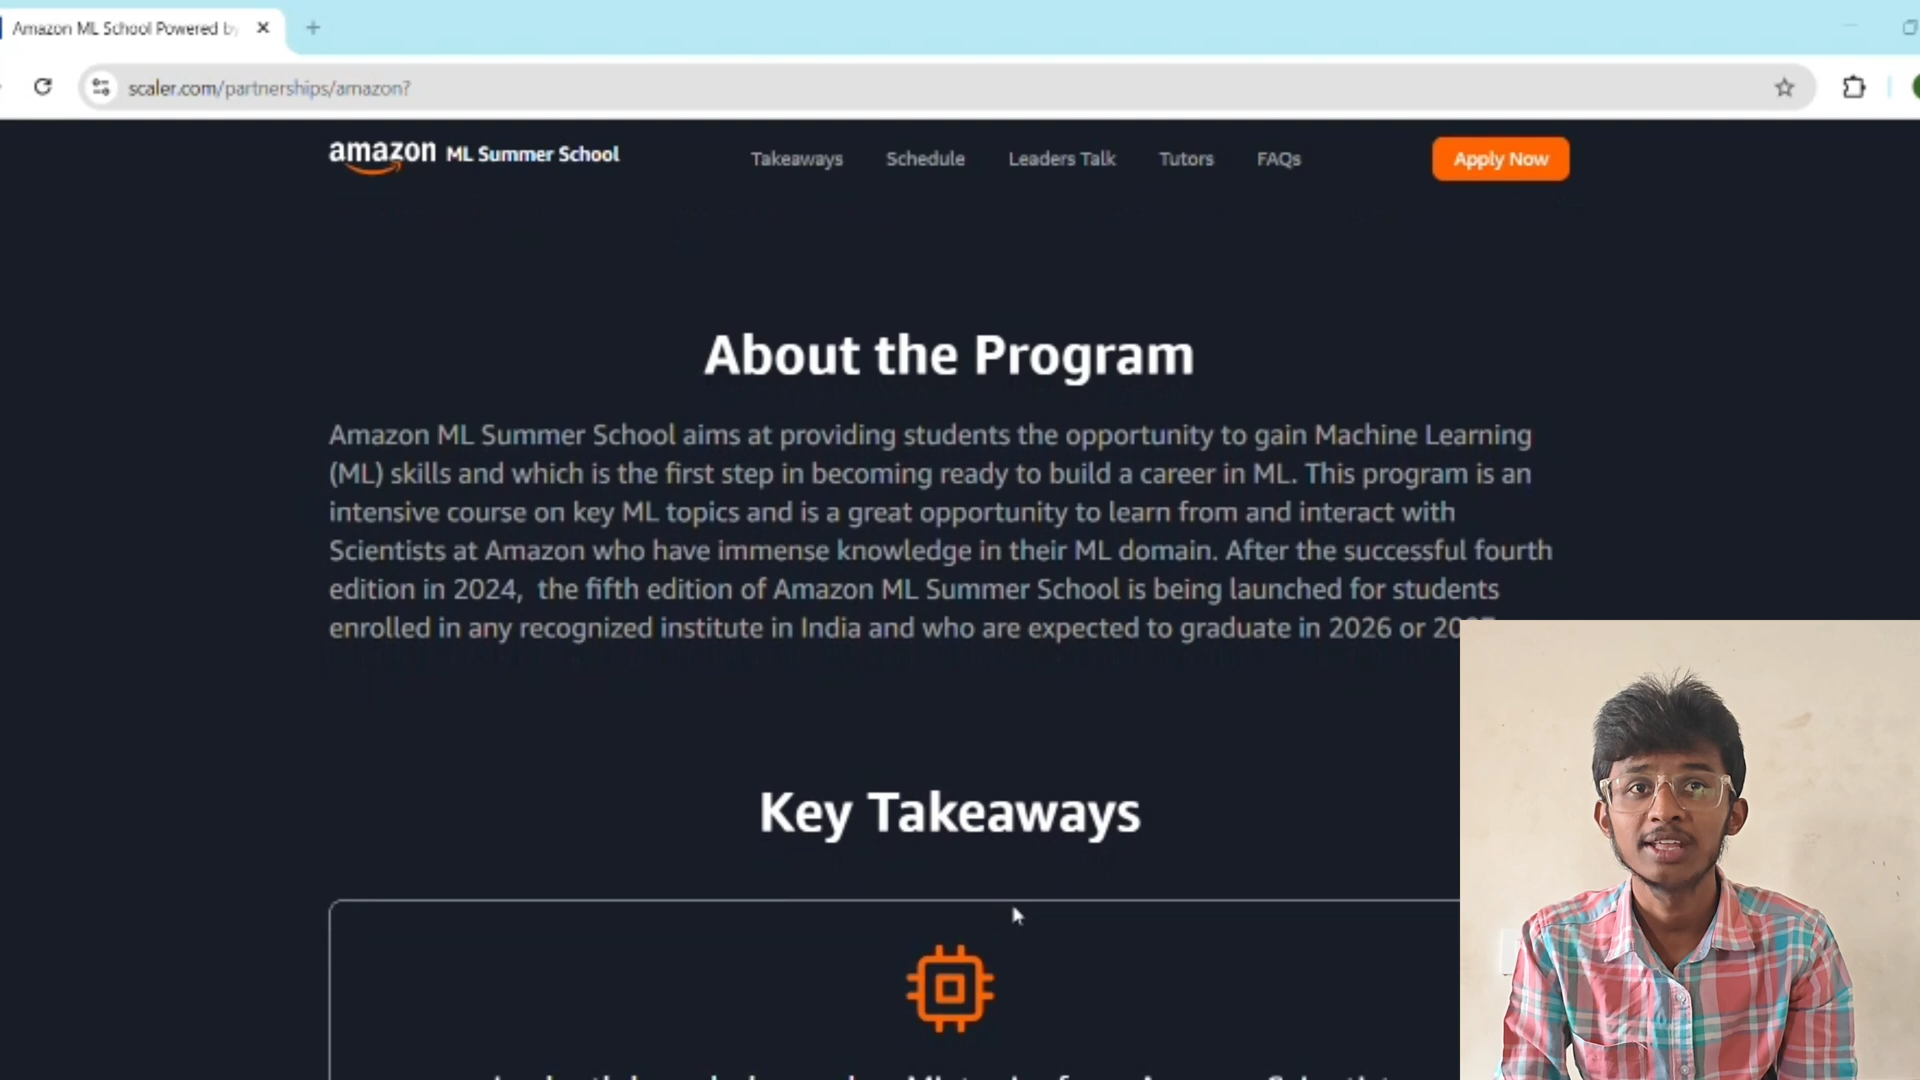 Amazon ML School Powered by
scaler.com/partnerships/amazon?
amazon ML Summer School
Takeaways
Schedule
Leaders Talk
Tutors
FAQs
Apply Now
About the Program
Amazon ML Summer School aims at providing students the opportunity to gain Machine Learning
(ML) skills and which is the first step in becoming ready to build a career in ML. This program is an
intensive course on key ML topics and is a great opportunity to learn from and interact with
Scientists at Amazon who have immense knowledge in their ML domain. After the successful fourth
edition in 2024, the fifth edition of Amazon ML Summer School is being launched for students
enrolled in any recognized institute in India and who are expected to graduate in 2026 or
Key Takeaways